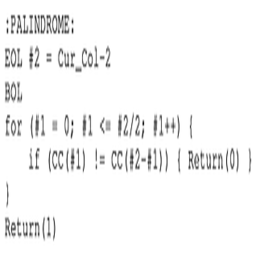 :PALINDROME:
EOL #2 = Cur_Col-2
BOL
for (#1 = 0; #1 <= #2/2; #1++) {
if (CC(#1) != CC(#2-#1)) { Return(0) }
}
Return(1)